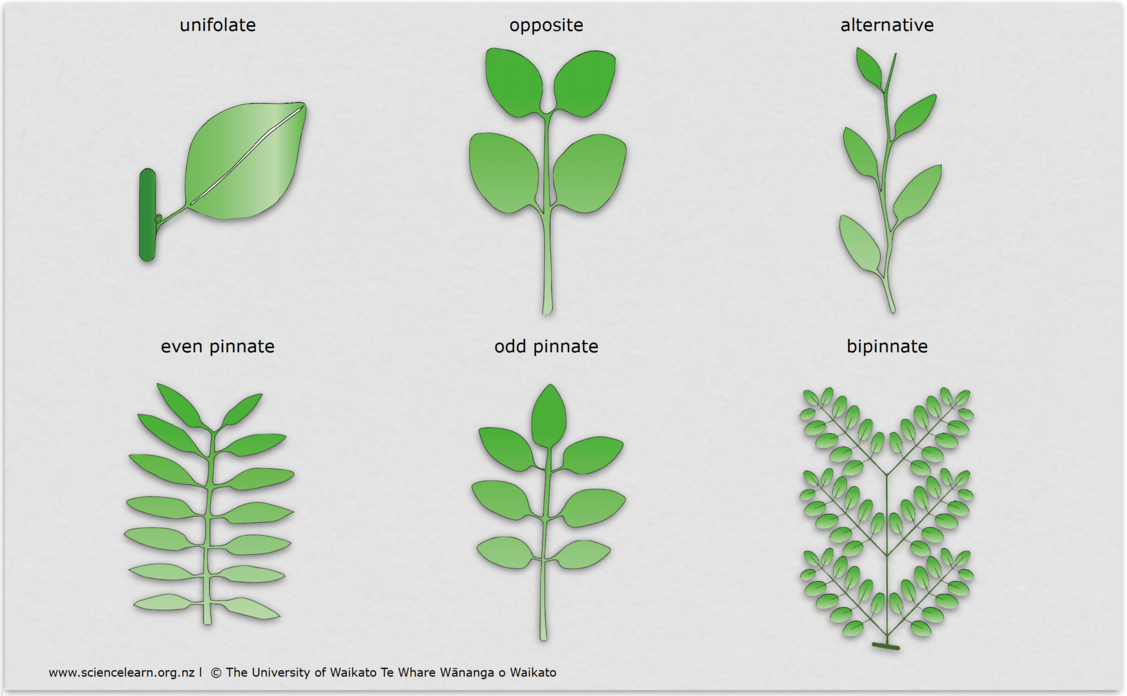 unifolate
opposite
alternative
even pinnate
odd pinnate
bipinnate
www.sciencelearn.org.nz l © The University of Waikato Te Whare Wānanga o Waikato